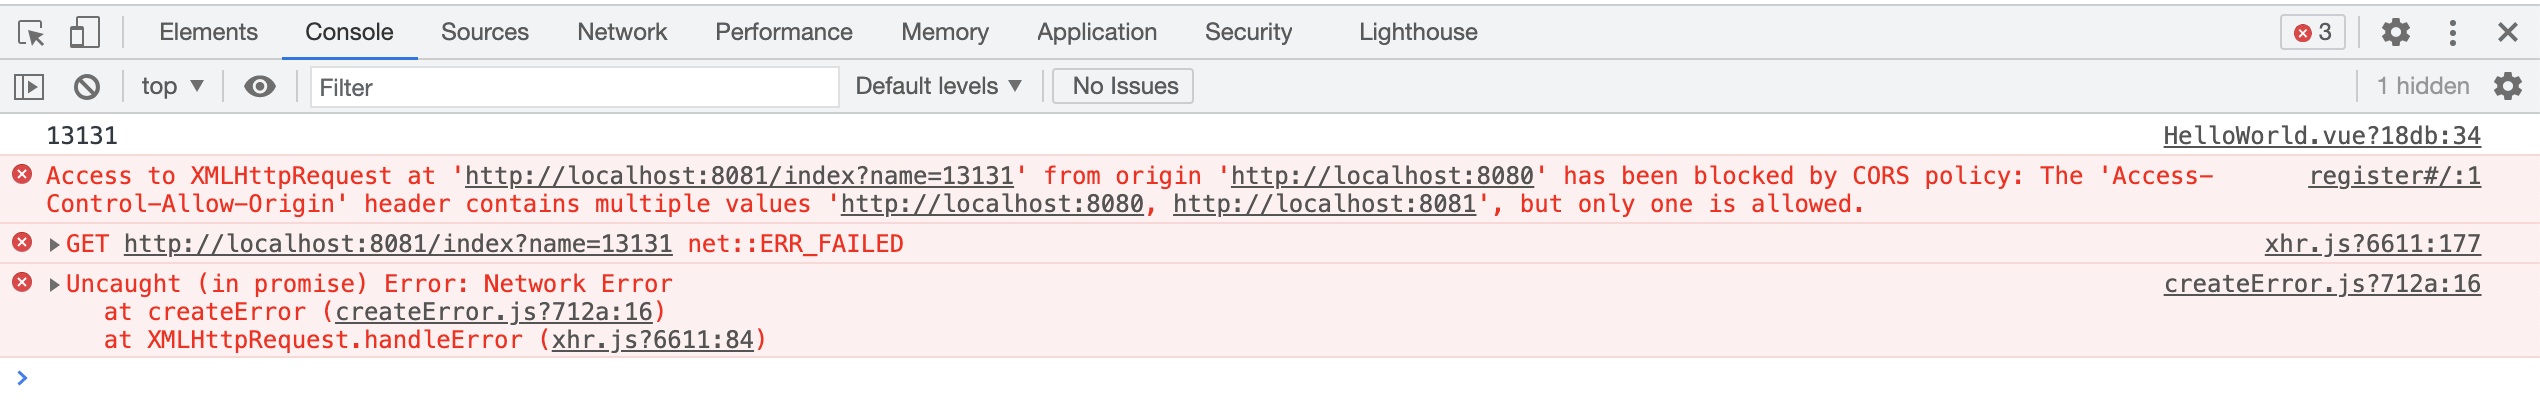 Elements Console Sources Network Performance Memory Application Security Lighthouse 3
top Filter Default levels No Issues 1 hidden
13131 HelloWorld.vue?18db:34
Access to XMLHttpRequest at 'http://localhost:8081/index?name=13131' from origin 'http://localhost:8080' has been blocked by CORS policy: The 'Access- register#/:1
Control-Allow-Origin' header contains multiple values 'http://localhost:8080, http://localhost:8081', but only one is allowed.
GET http://localhost:8081/index?name=13131 net::ERR_FAILED xhr.js?6611:177
Uncaught (in promise) Error: Network Error createError.js?712a:16
at createError (createError.js?712a:16)
at XMLHttpRequest.handleError (xhr.js?6611:84)